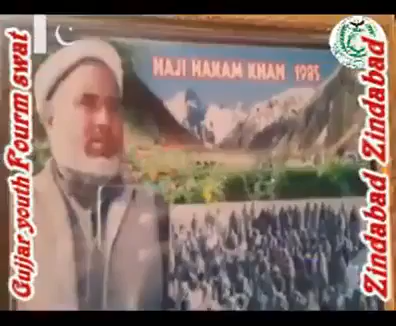 HAJI HAKAM KHAN 1985
Gujjar youth Fourm swat
Zindabad Zindabad